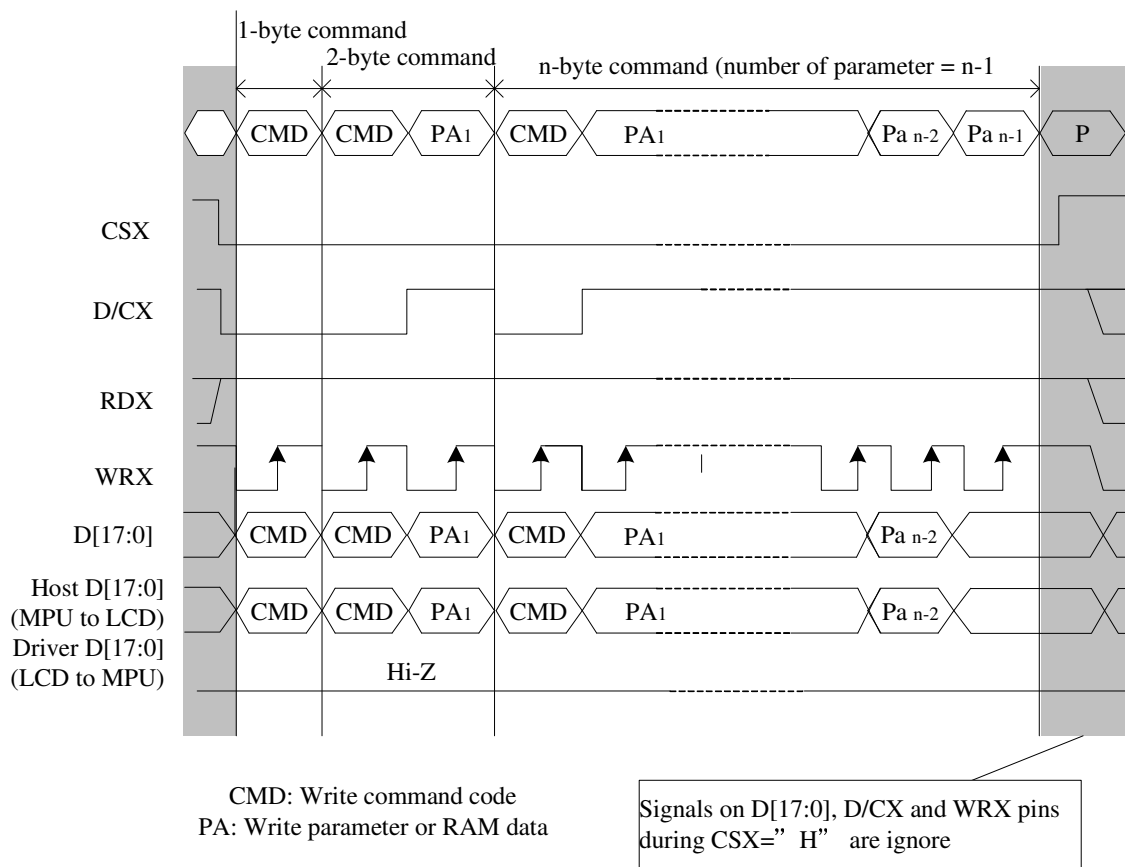 1-byte command
2-byte command
n-byte command (number of parameter = n-1
CMD CMD PA1 CMD PA1 Pa n-2 Pa n-1 P
CSX
D/CX
RDX
WRX
D[17:0] CMD CMD PA1 CMD PA1 Pa n-2
Host D[17:0]
(MPU to LCD) CMD CMD PA1 CMD PA1 Pa n-2
Driver D[17:0]
(LCD to MPU) Hi-Z
CMD: Write command code
PA: Write parameter or RAM data
Signals on D[17:0], D/CX and WRX pins
during CSX=” H” are ignore